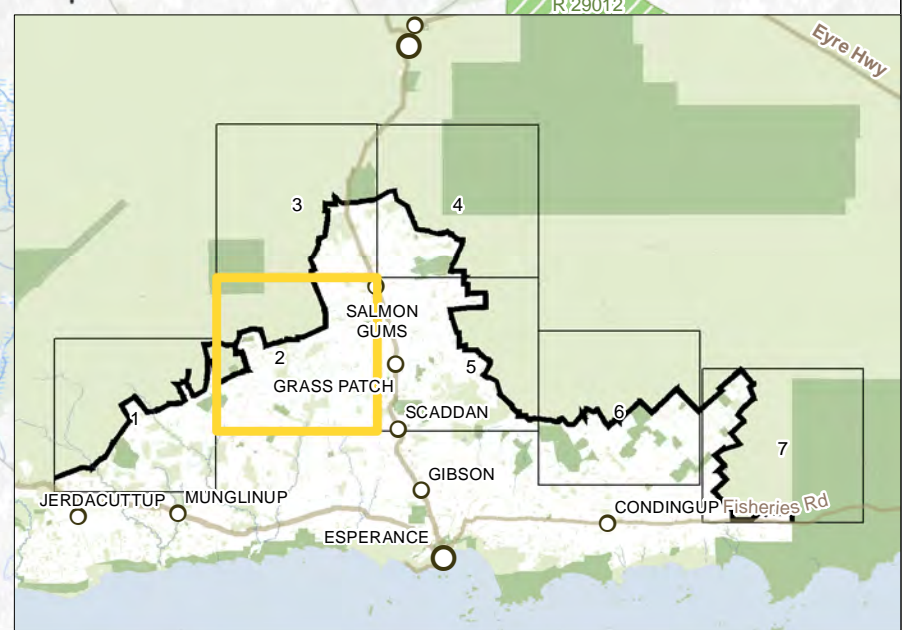 R 29012
Eyre Hwy
3
4
SALMON
GUMS
2
5
GRASS PATCH
1
SCADDAN
6
7
GIBSON
JERDACUTTUP
MUNGLINUP
CONDINGUP
Fisheries Rd
ESPERANCE